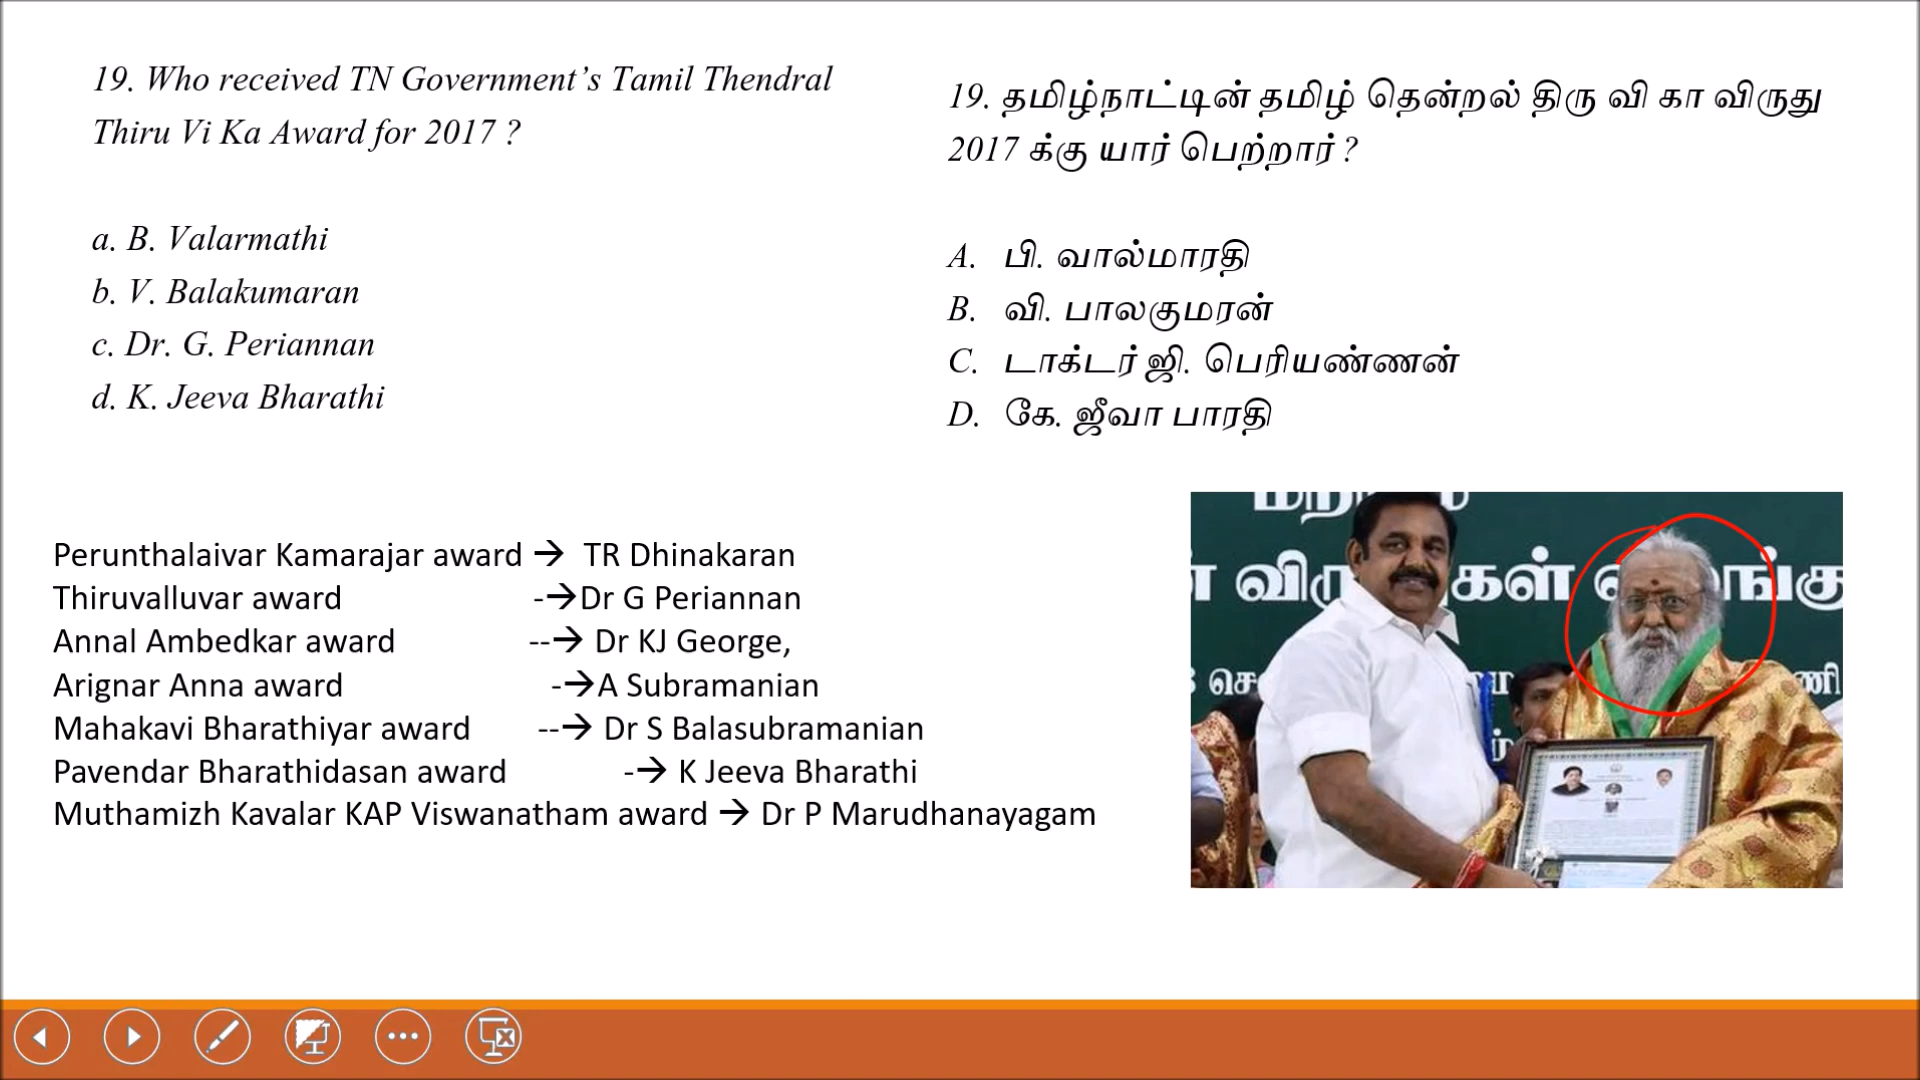 19. Who received TN Government’s Tamil Thendral
Thiru Vi Ka Award for 2017 ?
a. B. Valarmathi
b. V. Balakumaran
c. Dr. G. Periannan
d. K. Jeeva Bharathi
19. தமிழ்நாட்டின் தமிழ் தென்றல் திரு வி கா விருது
2017 க்கு யார் பெற்றார் ?
A. பி. வால்மாரதி
B. வி. பாலகுமரன்
C. டாக்டர் ஜி. பெரியண்ணன்
D. கே. ஜீவா பாரதி
Perunthalaivar Kamarajar award → TR Dhinakaran
Thiruvalluvar award -→Dr G Periannan
Annal Ambedkar award --→ Dr KJ George,
Arignar Anna award -→A Subramanian
Mahakavi Bharathiyar award --→ Dr S Balasubramanian
Pavendar Bharathidasan award -→ K Jeeva Bharathi
Muthamizh Kavalar KAP Viswanatham award → Dr P Marudhanayagam